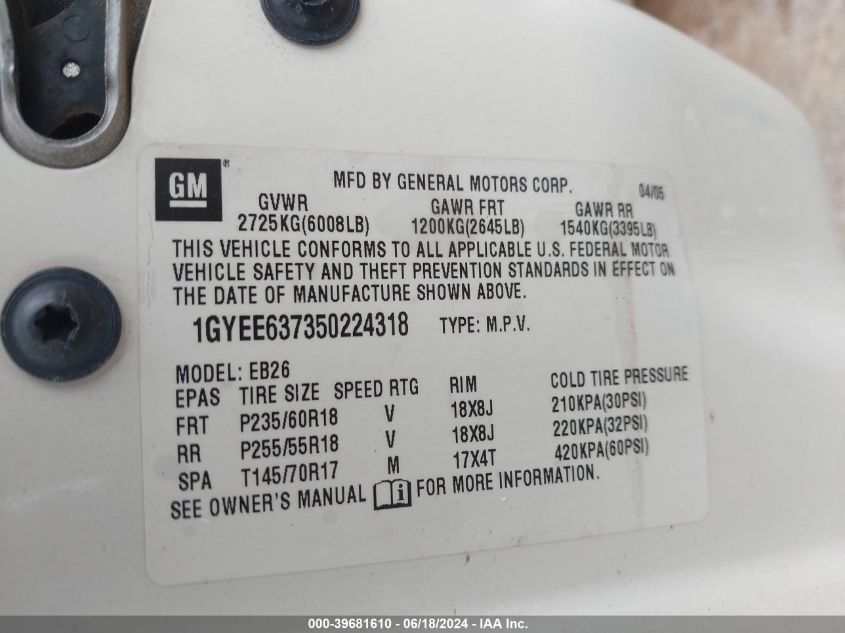 GM ®
MFD BY GENERAL MOTORS CORP. 04/05
GVWR GAWR FRT GAWR RR
2725KG(6008LB) 1200KG(2645LB) 1540KG(3395LB)
THIS VEHICLE CONFORMS TO ALL APPLICABLE U.S. FEDERAL MOTOR
VEHICLE SAFETY AND THEFT PREVENTION STANDARDS IN EFFECT ON
THE DATE OF MANUFACTURE SHOWN ABOVE.
1GYEE637350224318 TYPE: M.P.V.
MODEL: EB26
EPAS TIRE SIZE SPEED RTG RIM COLD TIRE PRESSURE
FRT P235/60R18 V 18X8J 210KPA(30PSI)
RR P255/55R18 V 18X8J 220KPA(32PSI)
SPA T145/70R17 M 17X4T 420KPA(60PSI)
SEE OWNER'S MANUAL i FOR MORE INFORMATION.
000-39681610 - 06/18/2024 - IAA Inc.